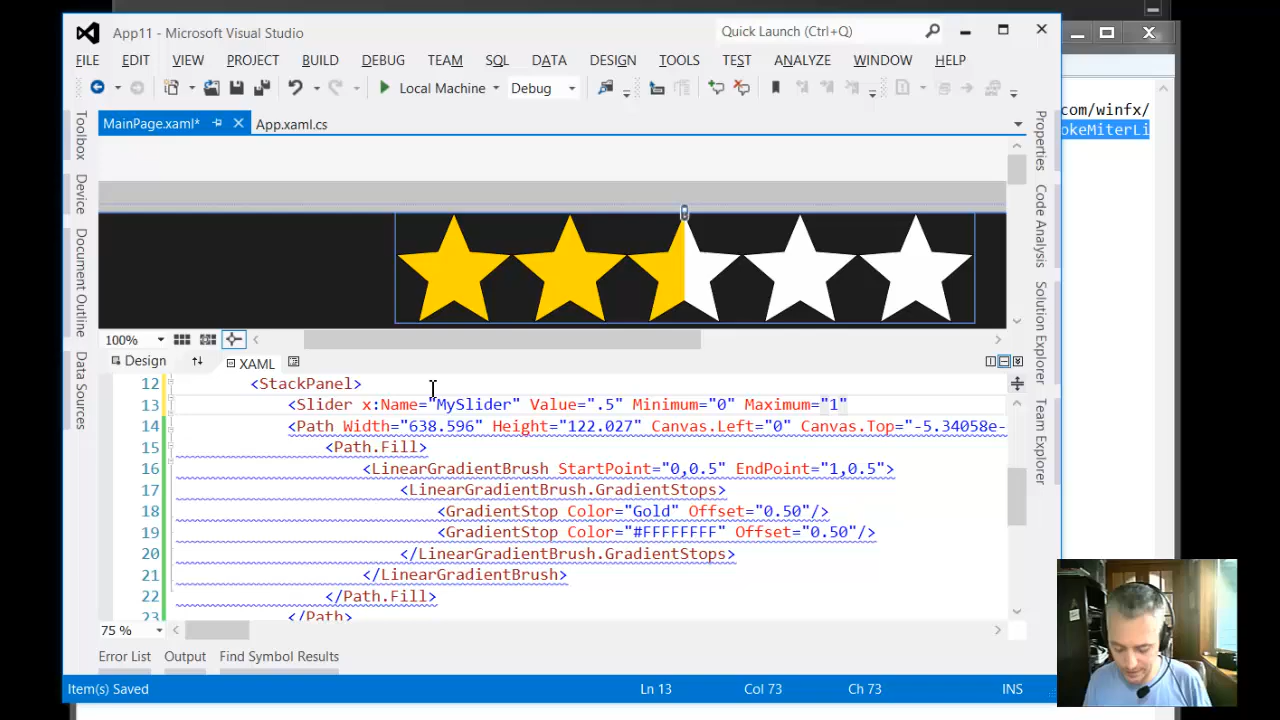 App11 - Microsoft Visual Studio
Quick Launch (Ctrl+Q)
FILE EDIT VIEW PROJECT BUILD DEBUG TEAM SQL DATA DESIGN TOOLS TEST ANALYZE WINDOW HELP
Local Machine Debug
com/winfx/
okeMiterLi
MainPage.xaml* App.xaml.cs
Toolbox
Device
Document Outline
Data Sources
Properties
Code Analysis
Solution Explorer
Team Explorer
100%
Design XAML
12 <StackPanel>
13 <Slider x:Name="MySlider" Value=".5" Minimum="0" Maximum="1"
14 <Path Width="638.596" Height="122.027" Canvas.Left="0" Canvas.Top="-5.34058e-
15 <Path.Fill>
16 <LinearGradientBrush StartPoint="0,0.5" EndPoint="1,0.5">
17 <LinearGradientBrush.GradientStops>
18 <GradientStop Color="Gold" Offset="0.50"/>
19 <GradientStop Color="#FFFFFFFF" Offset="0.50"/>
20 </LinearGradientBrush.GradientStops>
21 </LinearGradientBrush>
22 </Path.Fill>
23 </Path>
75 %
Error List Output Find Symbol Results
Item(s) Saved Ln 13 Col 73 Ch 73 INS